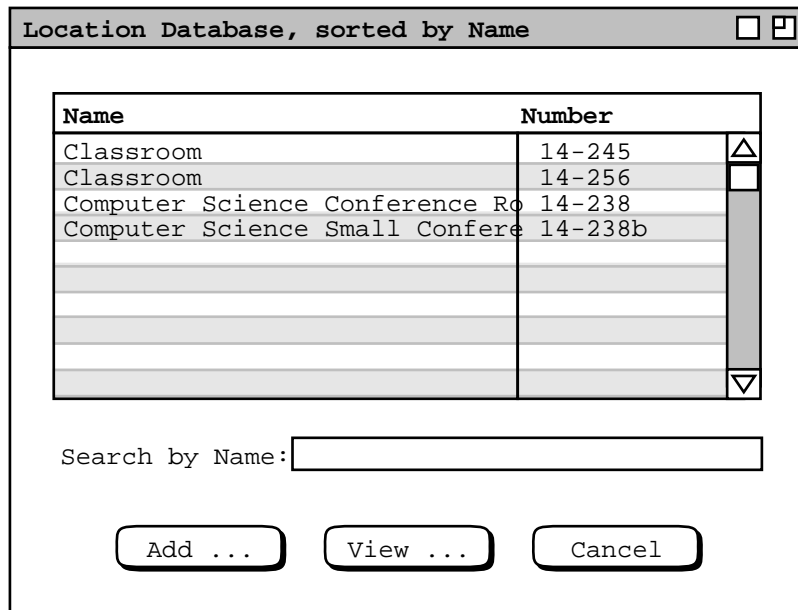 Location Database, sorted by Name
Name Number
Classroom 14-245
Classroom 14-256
Computer Science Conference Ro 14-238
Computer Science Small Confere 14-238b
Search by Name:
Add ... View ... Cancel